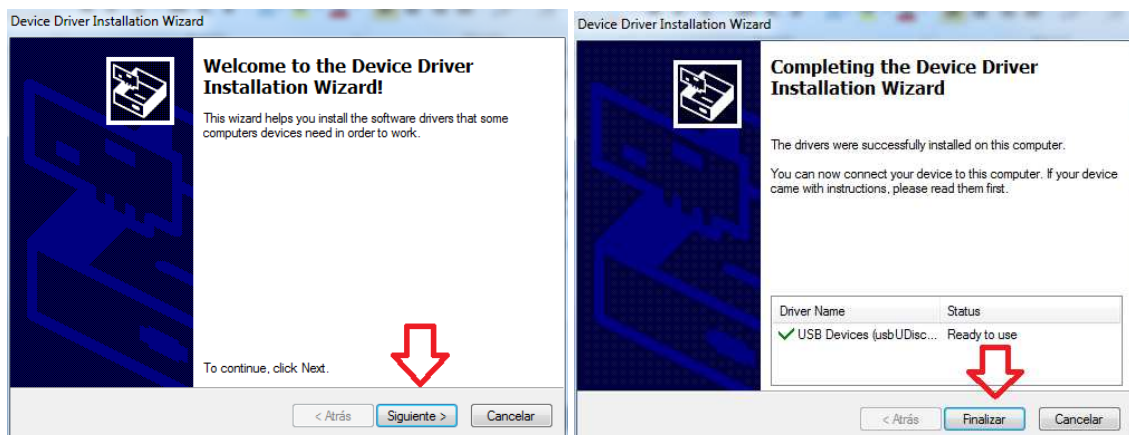 Device Driver Installation Wizard
Welcome to the Device Driver
Installation Wizard!
This wizard helps you install the software drivers that some
computers devices need in order to work.
To continue, click Next.
< Atrás
Siguiente >
Cancelar
Device Driver Installation Wizard
Completing the Device Driver
Installation Wizard
The drivers were successfully installed on this computer.
You can now connect your device to this computer. If your device
came with instructions, please read them first.
Driver Name Status
USB Devices (usbUDisc... Ready to use
< Atrás
Finalizar
Cancelar